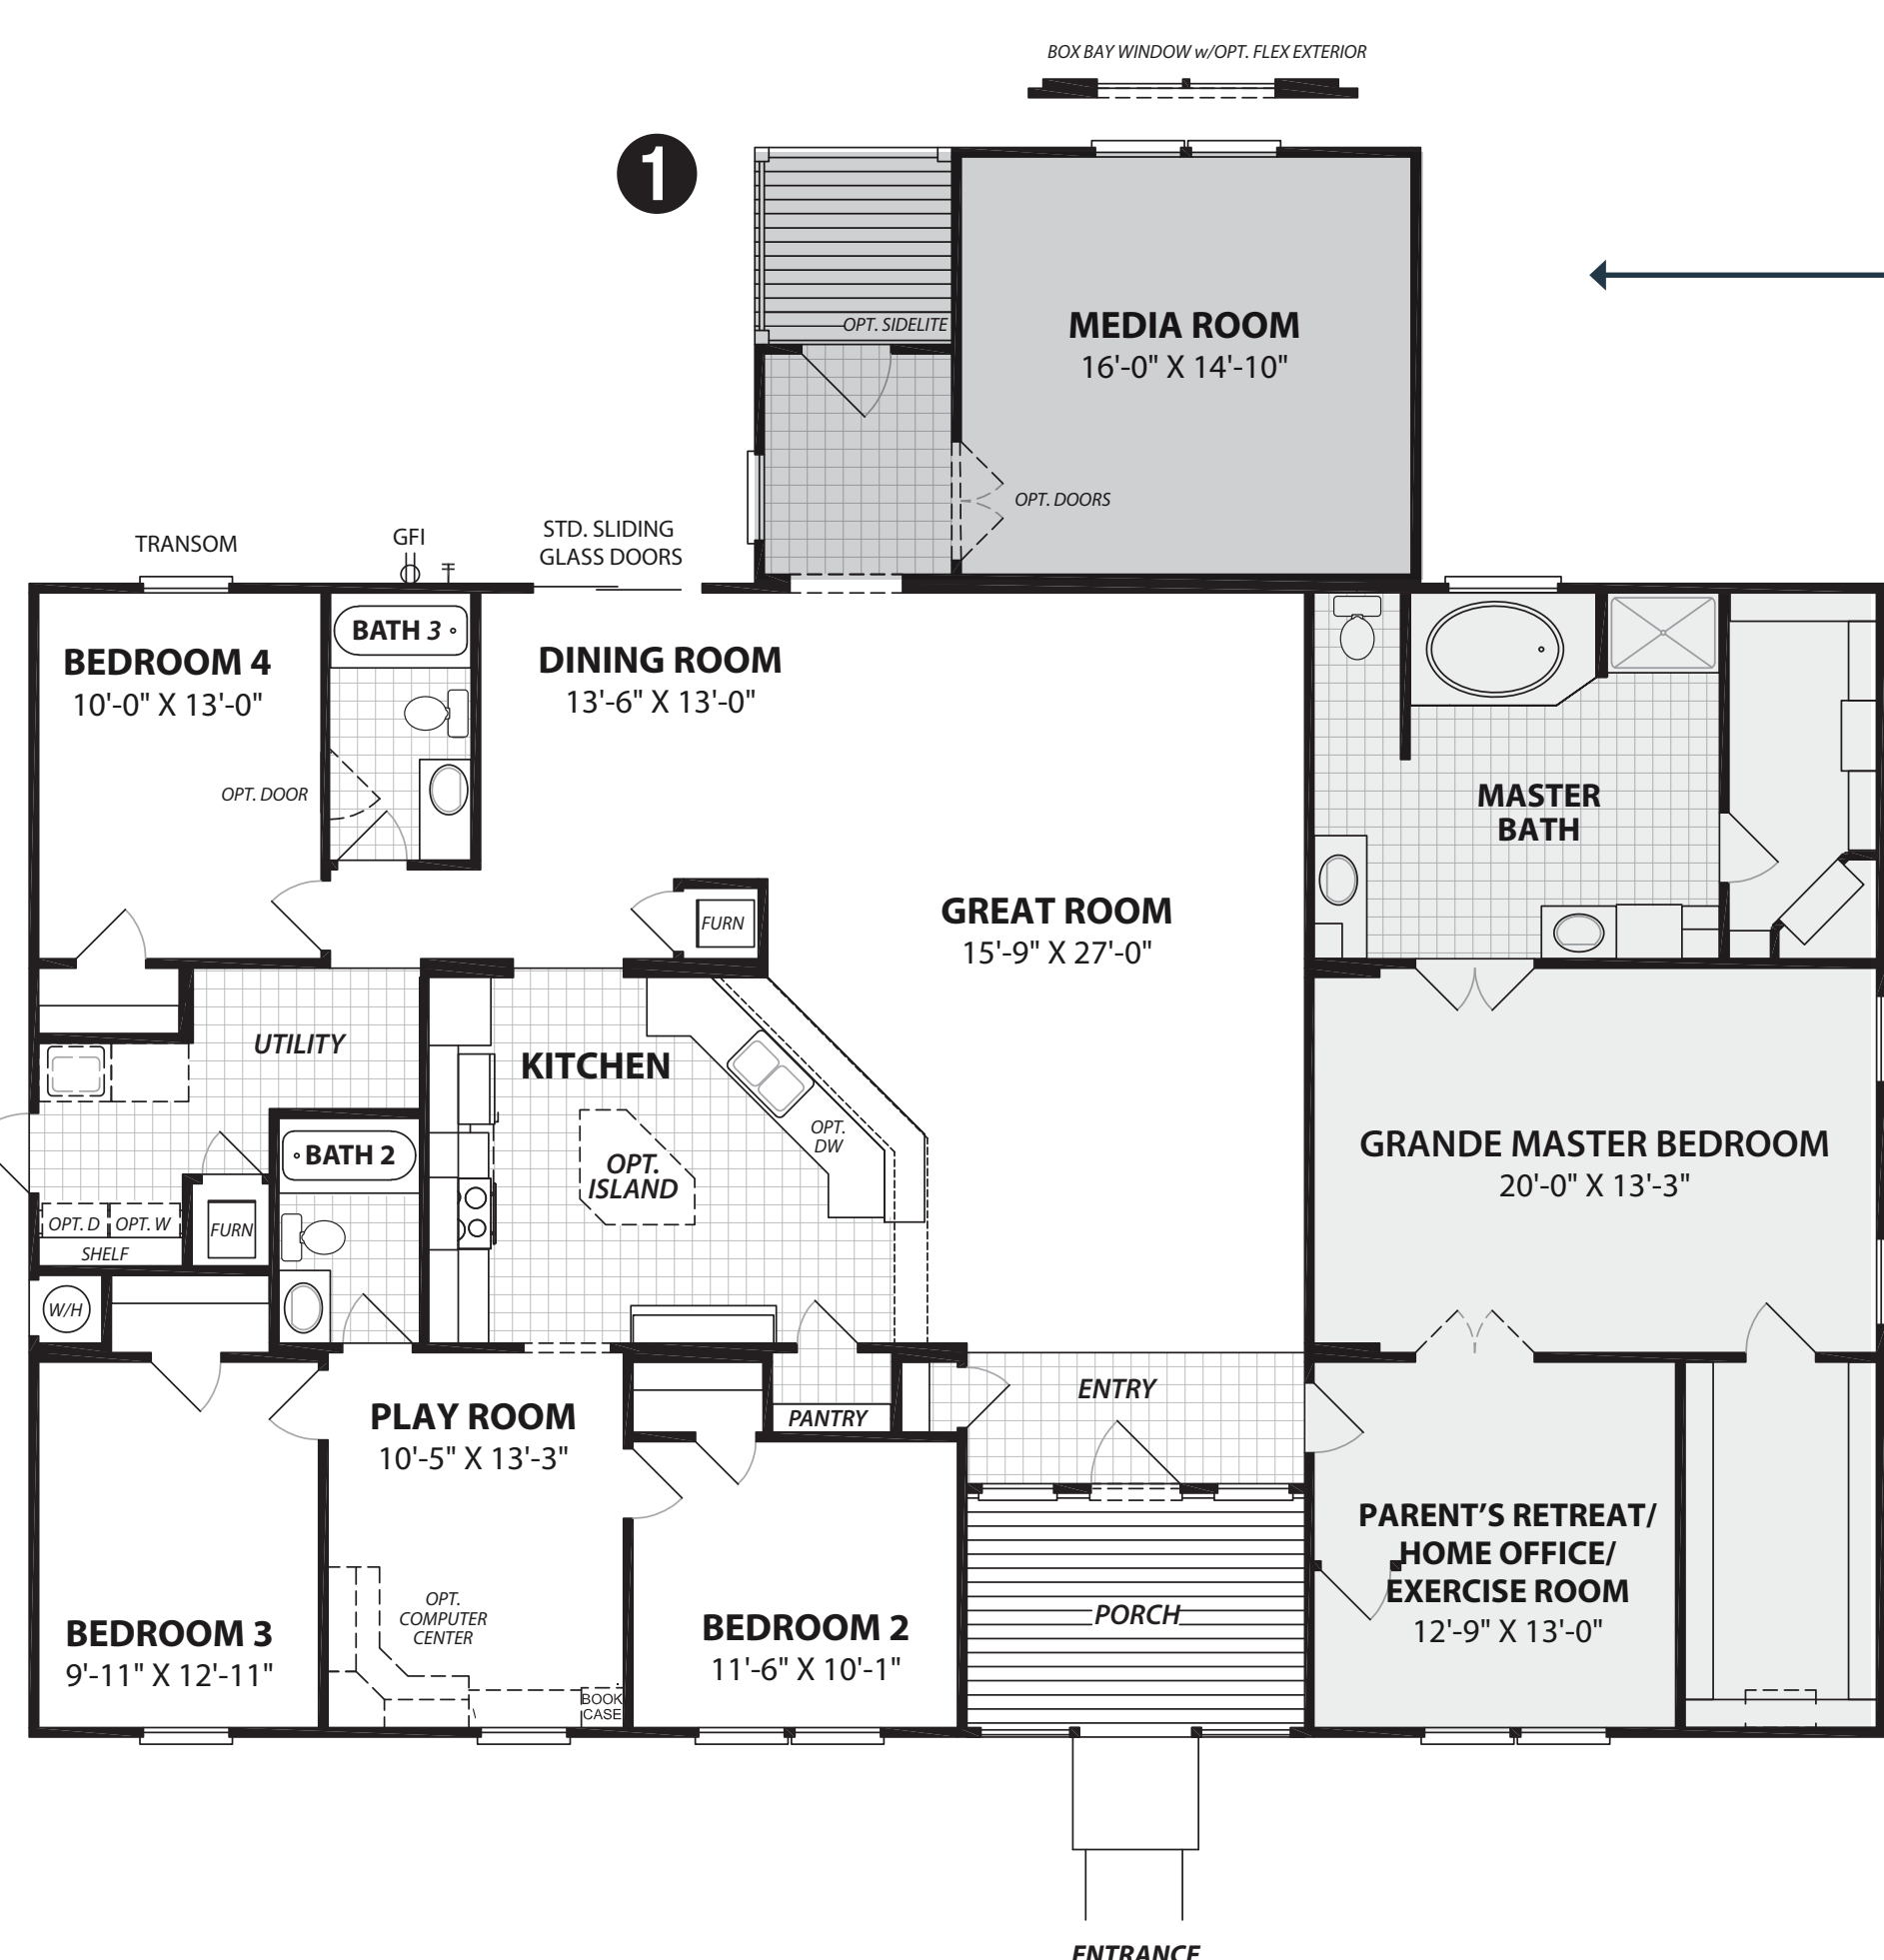 BOX BAY WINDOW w/OPT. FLEX EXTERIOR
1
OPT. SIDELITE
MEDIA ROOM
16'-0" X 14'-10"
OPT. DOORS
TRANSOM
GFI
STD. SLIDING
GLASS DOORS
BATH 3
BEDROOM 4
10'-0" X 13'-0"
DINING ROOM
13'-6" X 13'-0"
OPT. DOOR
MASTER
BATH
FURN
GREAT ROOM
15'-9" X 27'-0"
UTILITY
KITCHEN
OPT.
DW
BATH 2
OPT.
ISLAND
GRANDE MASTER BEDROOM
20'-0" X 13'-3"
OPT. D
OPT. W
FURN
SHELF
W/H
ENTRY
PLAY ROOM
10'-5" X 13'-3"
PANTRY
PARENT’S RETREAT/
HOME OFFICE/
EXERCISE ROOM
12'-9" X 13'-0"
OPT.
COMPUTER
CENTER
PORCH
BEDROOM 3
9'-11" X 12'-11"
BEDROOM 2
11'-6" X 10'-1"
BOOK
CASE
ENTRANCE